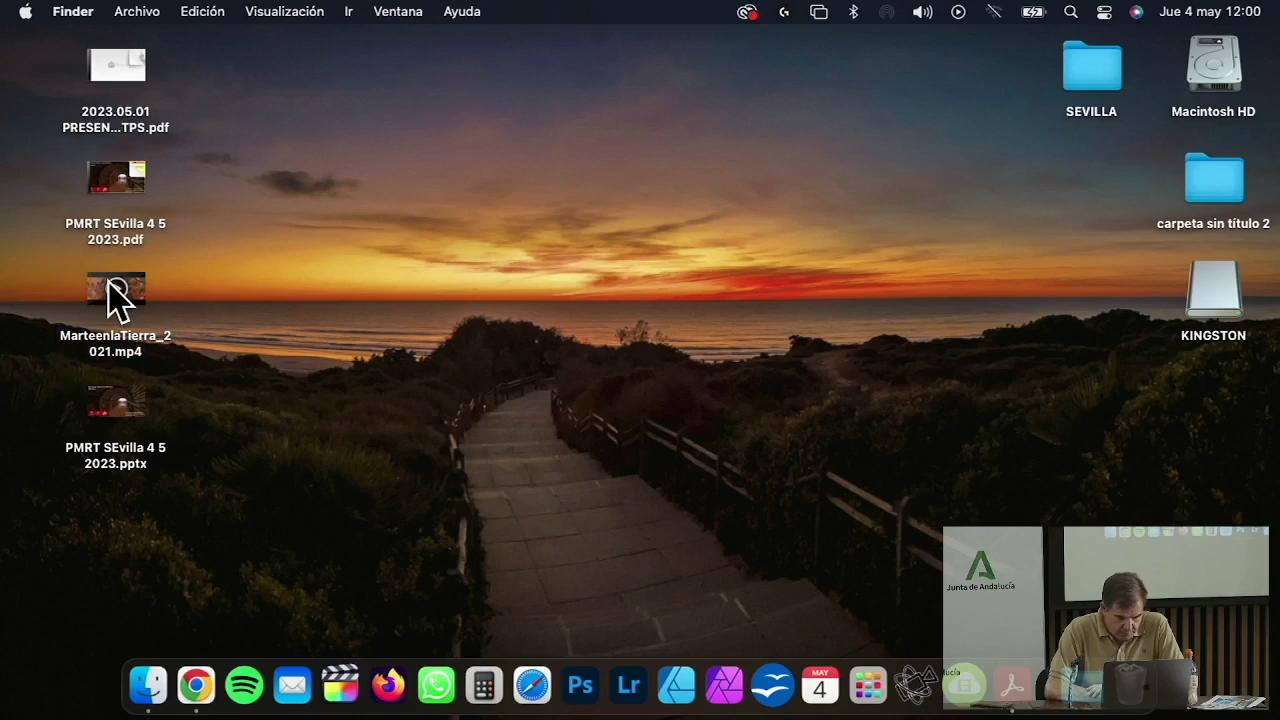 Finder Archivo Edición Visualización Ir Ventana Ayuda Jue 4 may 12:00
2023.05.01
PRESEN...TPS.pdf
PMRT SEvilla 4 5
2023.pdf
MarteenlaTierra_2
021.mp4
PMRT SEvilla 4 5
2023.pptx
SEVILLA
Macintosh HD
carpeta sin título 2
KINGSTON
Junta de Andalucía
Ps
Lr
MAY
4